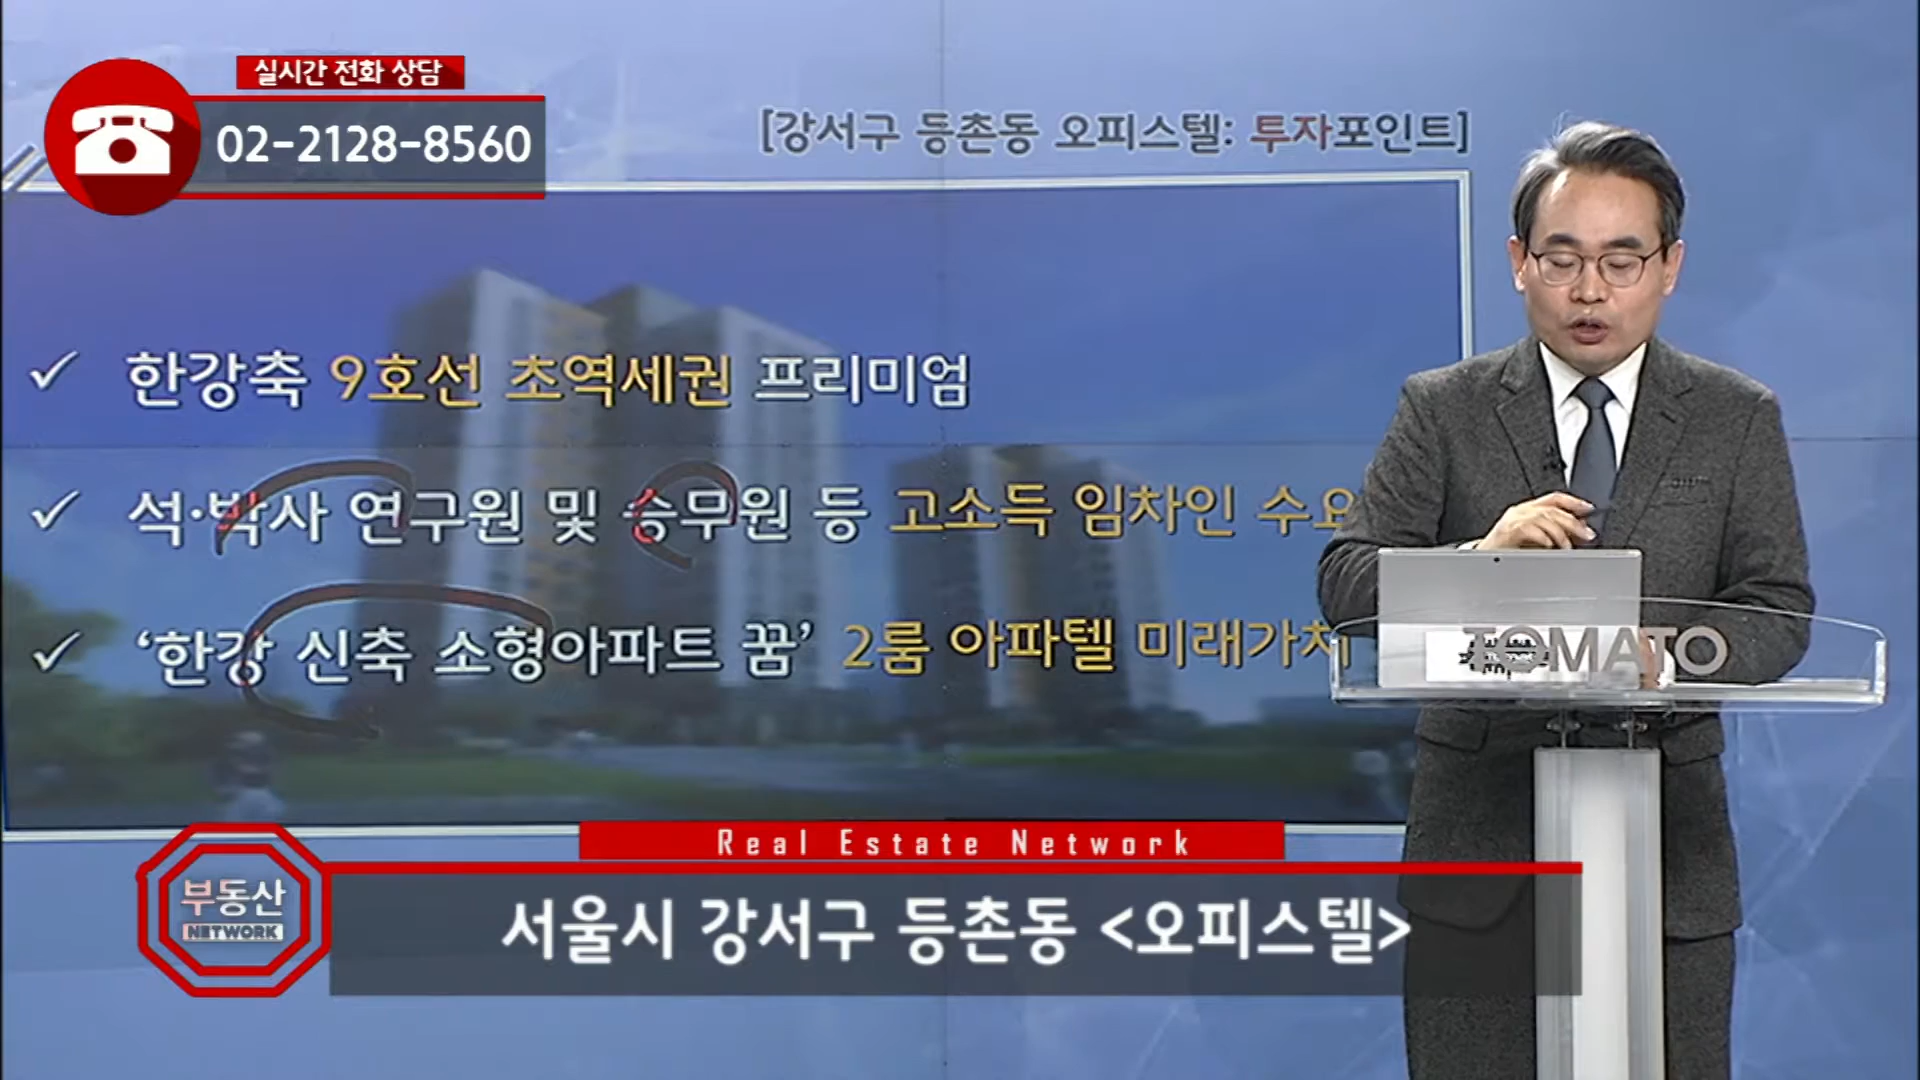 실시간 전화 상담
02-2128-8560
[강서구 등촌동 오피스텔: 투자포인트]
✓ 한강축 9호선 초역세권 프리미엄
✓ 석·박사 연구원 및 승무원 등 고소득 임차인 수요
✓ ‘한강 신축 소형아파트 꿈’ 2룸 아파텔 미래가치
TOMATO
Real Estate Network
부동산
NETWORK
서울시 강서구 등촌동 <오피스텔>